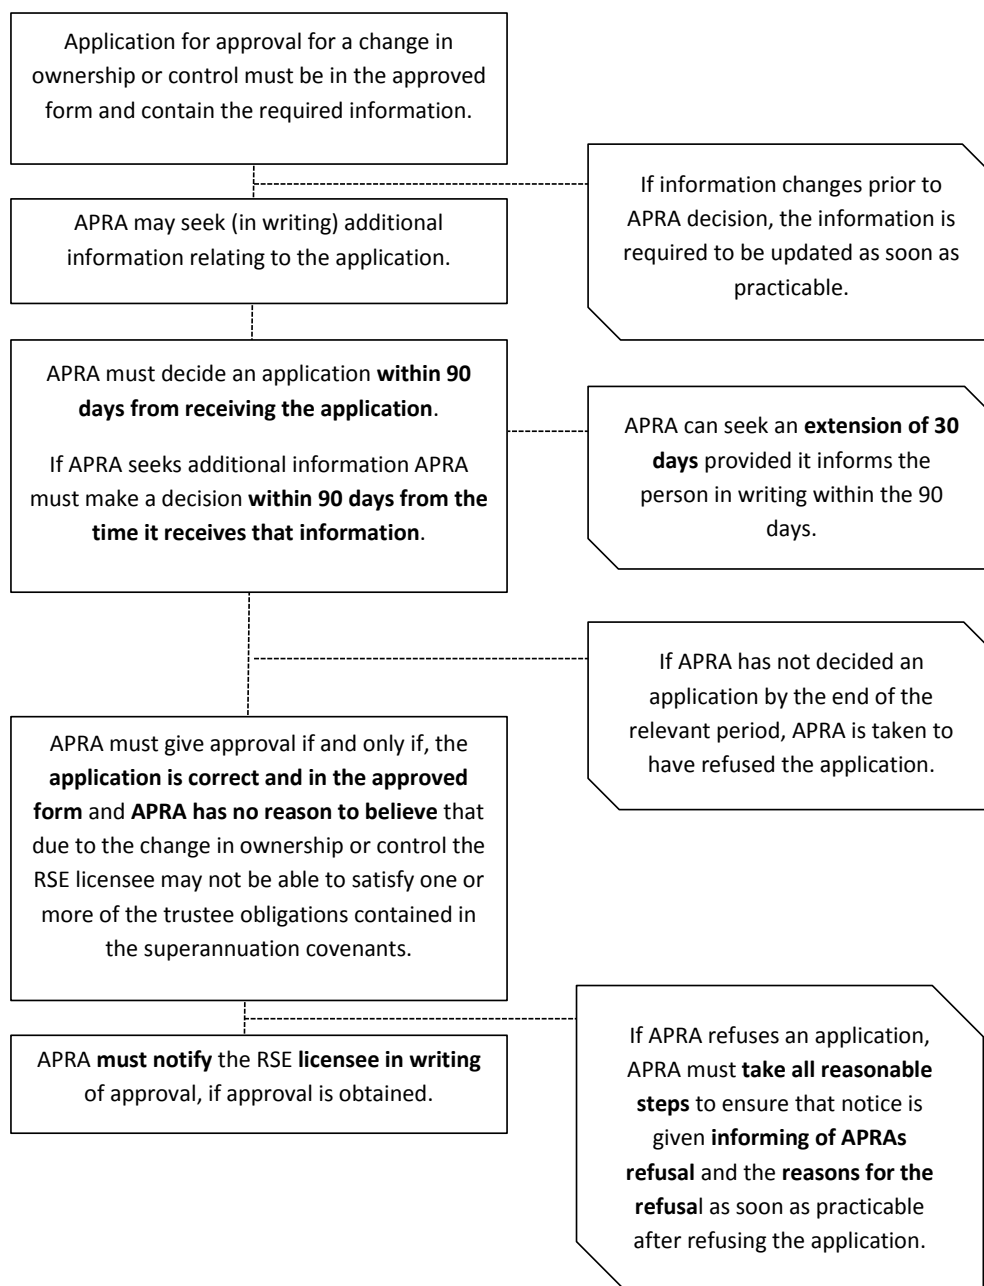 Application for approval for a change in
ownership or control must be in the approved
form and contain the required information.
If information changes prior to
APRA decision, the information is
required to be updated as soon as
practicable.
APRA may seek (in writing) additional
information relating to the application.
APRA must decide an application within 90
days from receiving the application.
If APRA seeks additional information APRA
must make a decision within 90 days from the
time it receives that information.
APRA can seek an extension of 30
days provided it informs the
person in writing within the 90
days.
If APRA has not decided an
application by the end of the
relevant period, APRA is taken to
have refused the application.
APRA must give approval if and only if, the
application is correct and in the approved
form and APRA has no reason to believe that
due to the change in ownership or control the
RSE licensee may not be able to satisfy one or
more of the trustee obligations contained in
the superannuation covenants.
APRA must notify the RSE licensee in writing
of approval, if approval is obtained.
If APRA refuses an application,
APRA must take all reasonable
steps to ensure that notice is
given informing of APRAs
refusal and the reasons for the
refusal as soon as practicable
after refusing the application.